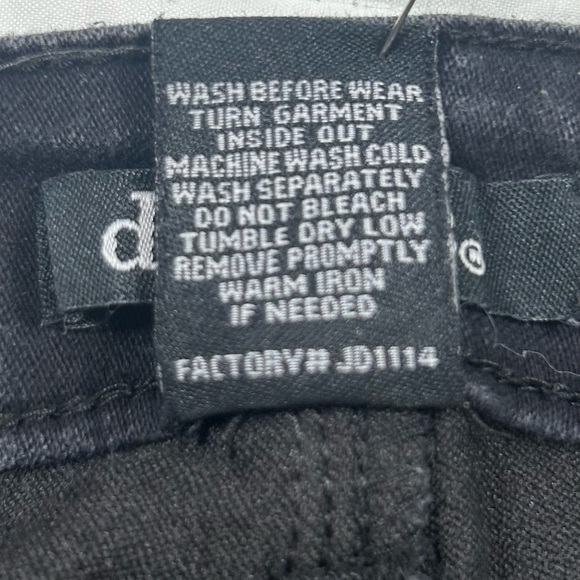 WASH BEFORE WEAR
TURN GARMENT
INSIDE OUT
MACHINE WASH COLD
WASH SEPARATELY
DO NOT BLEACH
TUMBLE DRY LOW
REMOVE PROMPTLY
WARM IRON
IF NEEDED
FACTORY# JD1114
d
®